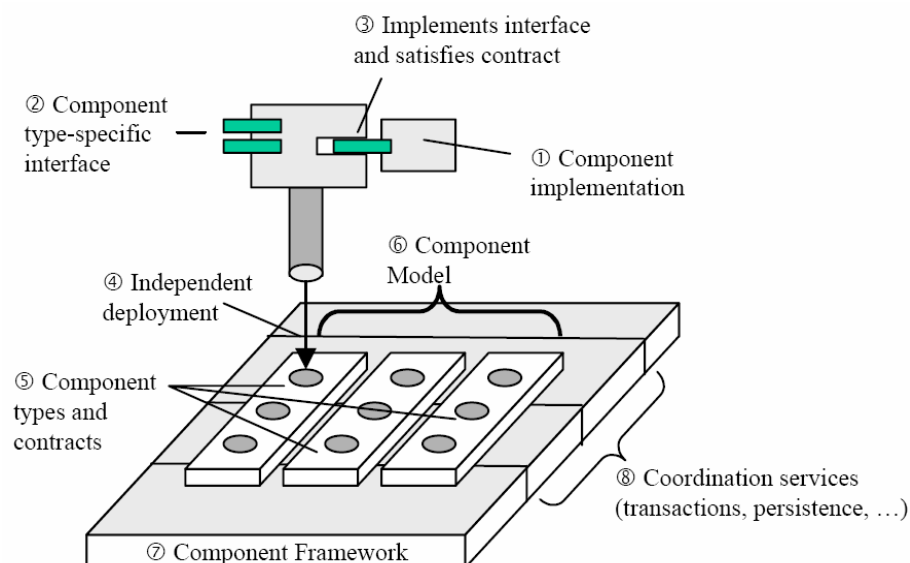 ③ Implements interface
and satisfies contract
② Component
type-specific
interface
① Component
implementation
⑥ Component
Model
④ Independent
deployment
⑤ Component
types and
contracts
⑧ Coordination services
(transactions, persistence, …)
⑦ Component Framework